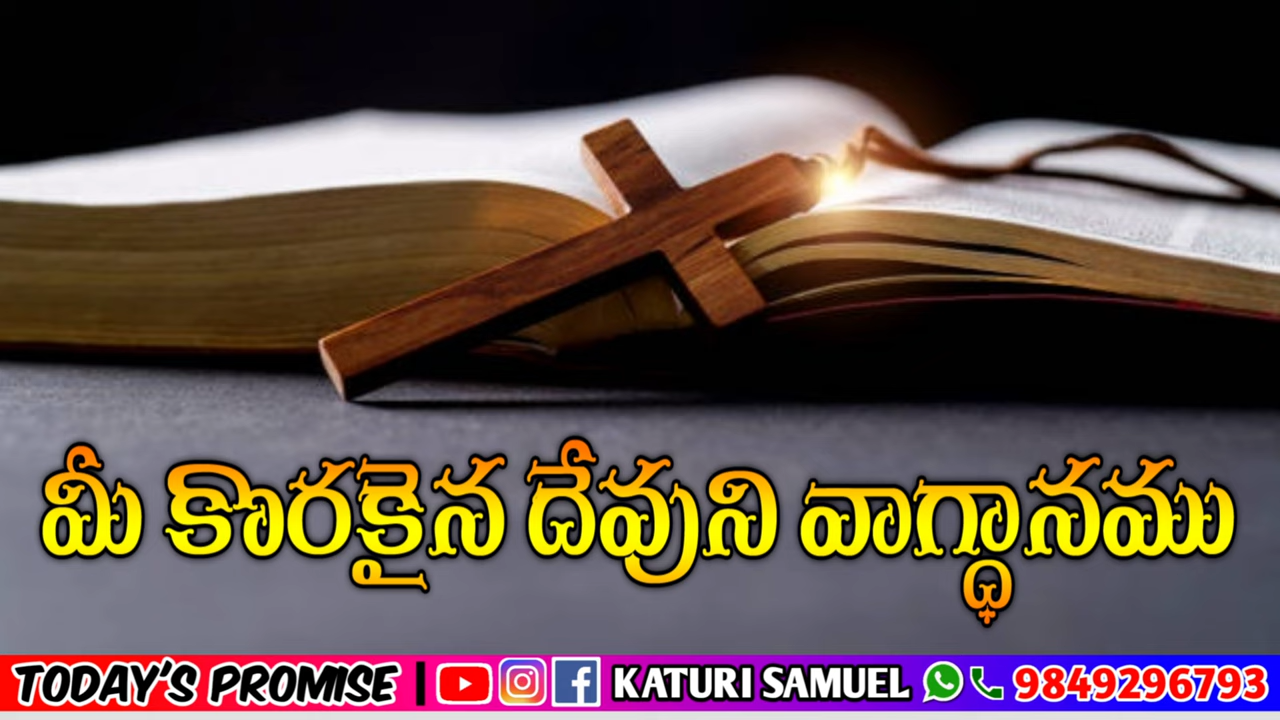 మీ కొరకైన దేవుని వాగ్ధానము
TODAY'S PROMISE | KATURI SAMUEL 9849296793